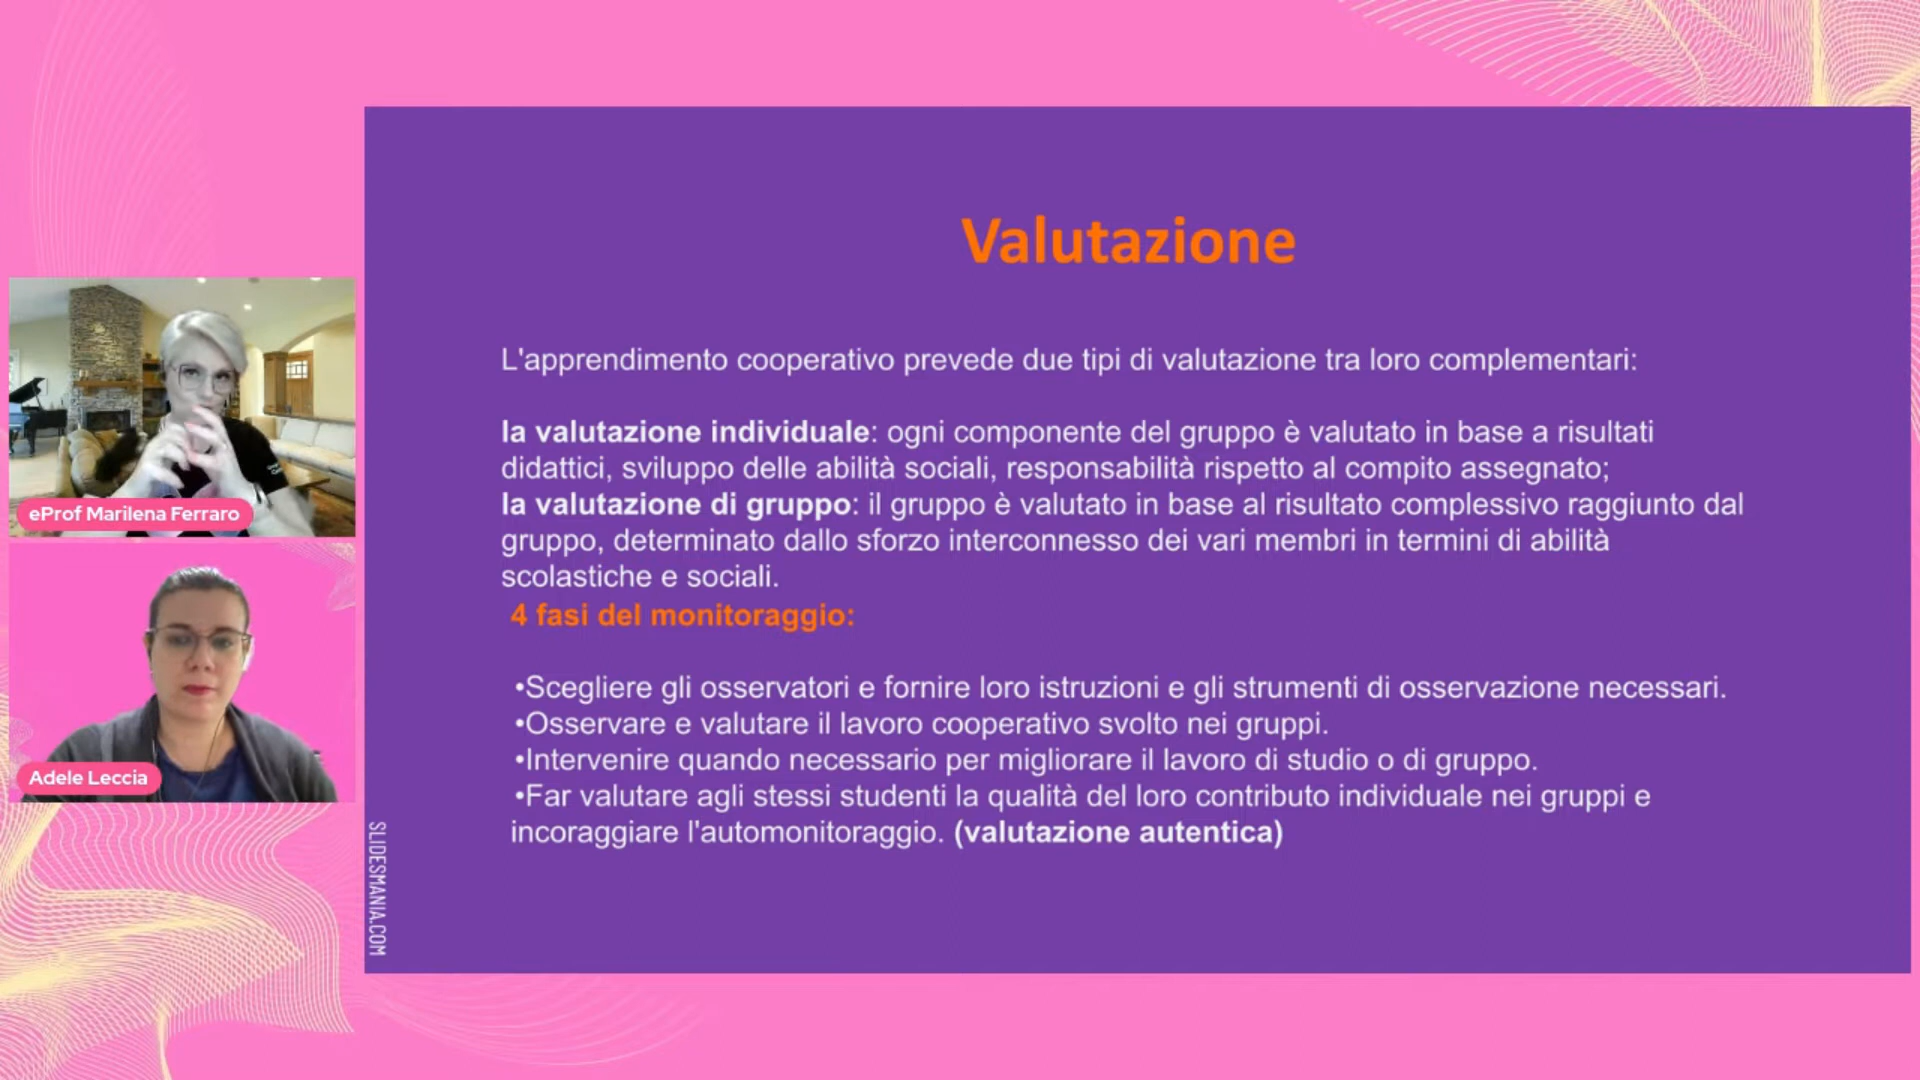 Valutazione
L'apprendimento cooperativo prevede due tipi di valutazione tra loro complementari:
la valutazione individuale: ogni componente del gruppo è valutato in base a risultati
didattici, sviluppo delle abilità sociali, responsabilità rispetto al compito assegnato;
la valutazione di gruppo: il gruppo è valutato in base al risultato complessivo raggiunto dal
gruppo, determinato dallo sforzo interconnesso dei vari membri in termini di abilità
scolastiche e sociali.
4 fasi del monitoraggio:
•Scegliere gli osservatori e fornire loro istruzioni e gli strumenti di osservazione necessari.
•Osservare e valutare il lavoro cooperativo svolto nei gruppi.
•Intervenire quando necessario per migliorare il lavoro di studio o di gruppo.
•Far valutare agli stessi studenti la qualità del loro contributo individuale nei gruppi e
incoraggiare l'automonitoraggio. (valutazione autentica)
SLIDESMANIA.COM
eProf Marilena Ferraro
Adele Leccia